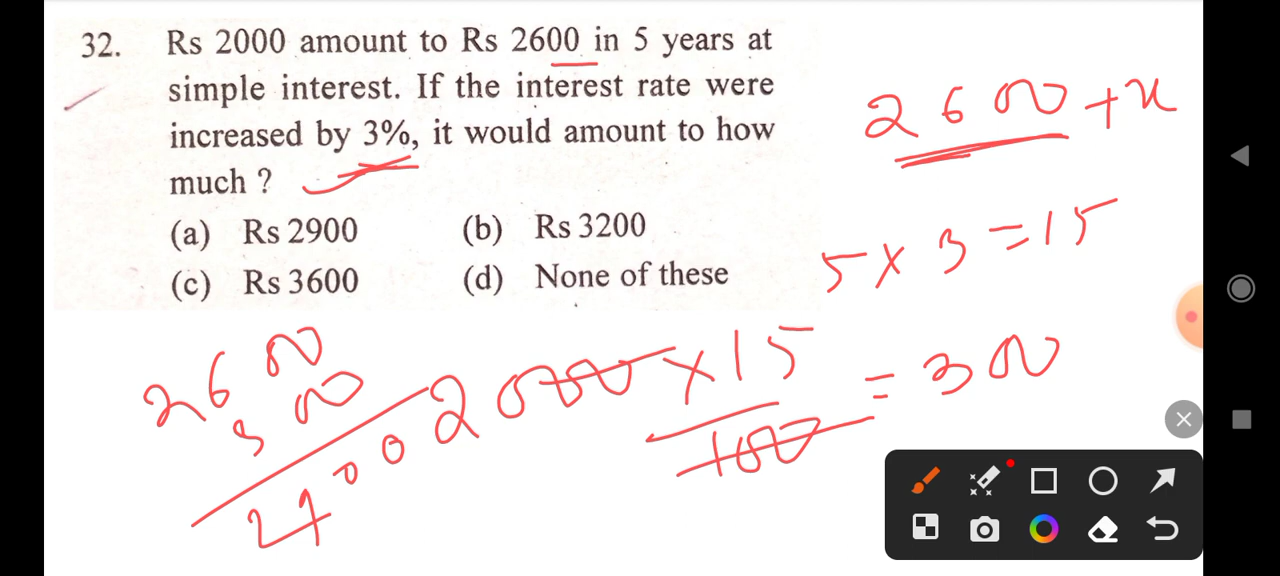 32. Rs 2000 amount to Rs 2600 in 5 years at
simple interest. If the interest rate were
increased by 3%, it would amount to how
much ?
(a) Rs 2900 (b) Rs 3200
(c) Rs 3600 (d) None of these
2600 + x
5 × 3 = 15
2000 × 15
100
= 300
2600
300
2900